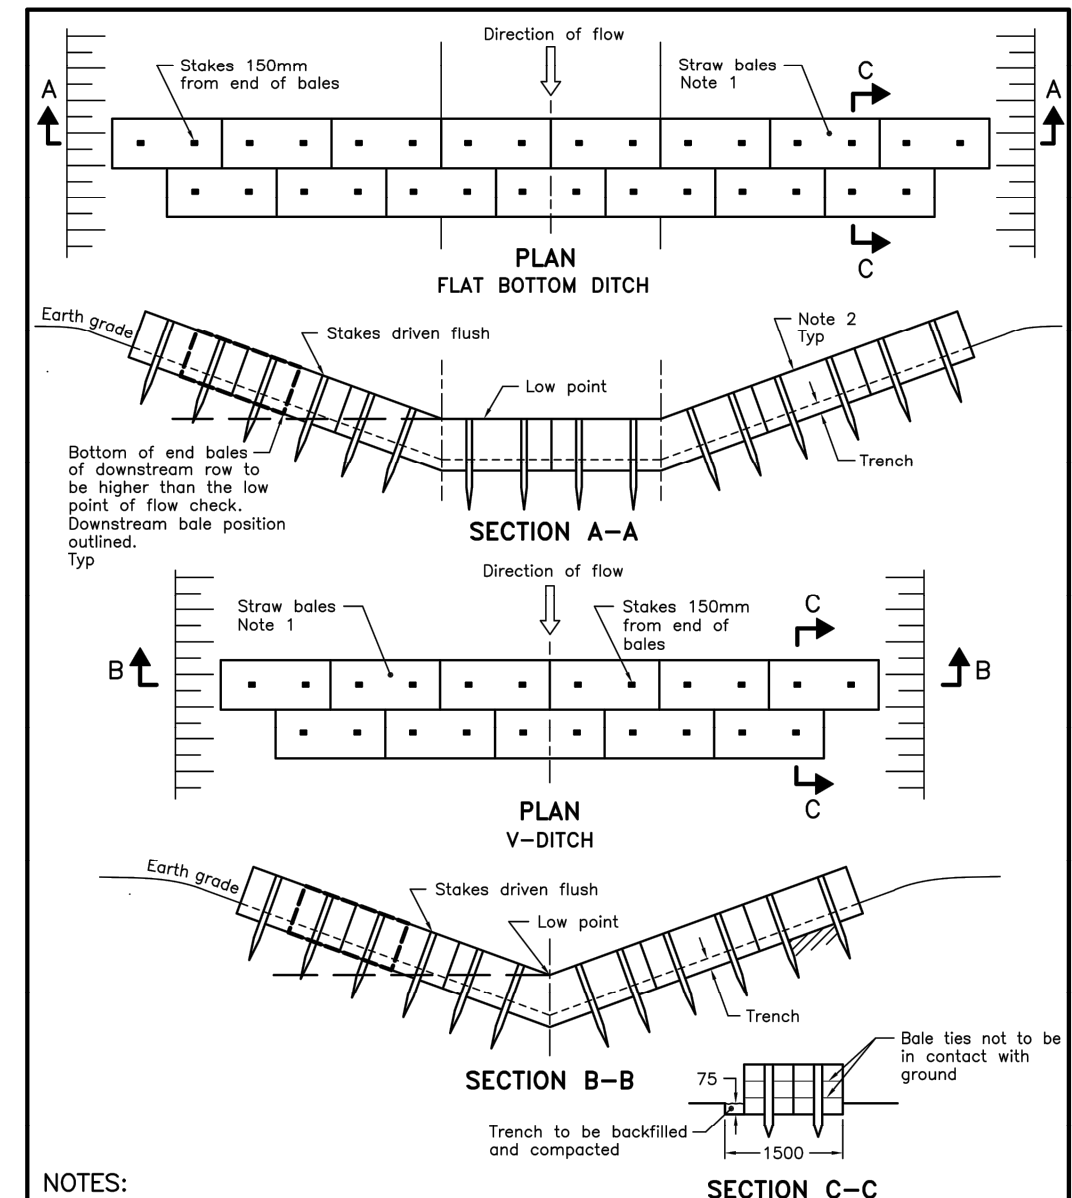 Direction of flow
Stakes 150mm
from end of bales
Straw bales
Note 1
C
A
A
C
PLAN
FLAT BOTTOM DITCH
Earth grade
Stakes driven flush
Note 2
Typ
Low point
Bottom of end bales
of downstream row to
be higher than the low
point of flow check.
Downstream bale position
outlined.
Typ
Trench
SECTION A–A
Direction of flow
Straw bales
Note 1
Stakes 150mm
from end of
bales
C
B
B
C
PLAN
V–DITCH
Earth grade
Stakes driven flush
Low point
Trench
SECTION B–B
Bale ties not to be
in contact with
ground
75
Trench to be backfilled
and compacted
1500
NOTES:
SECTION C–C